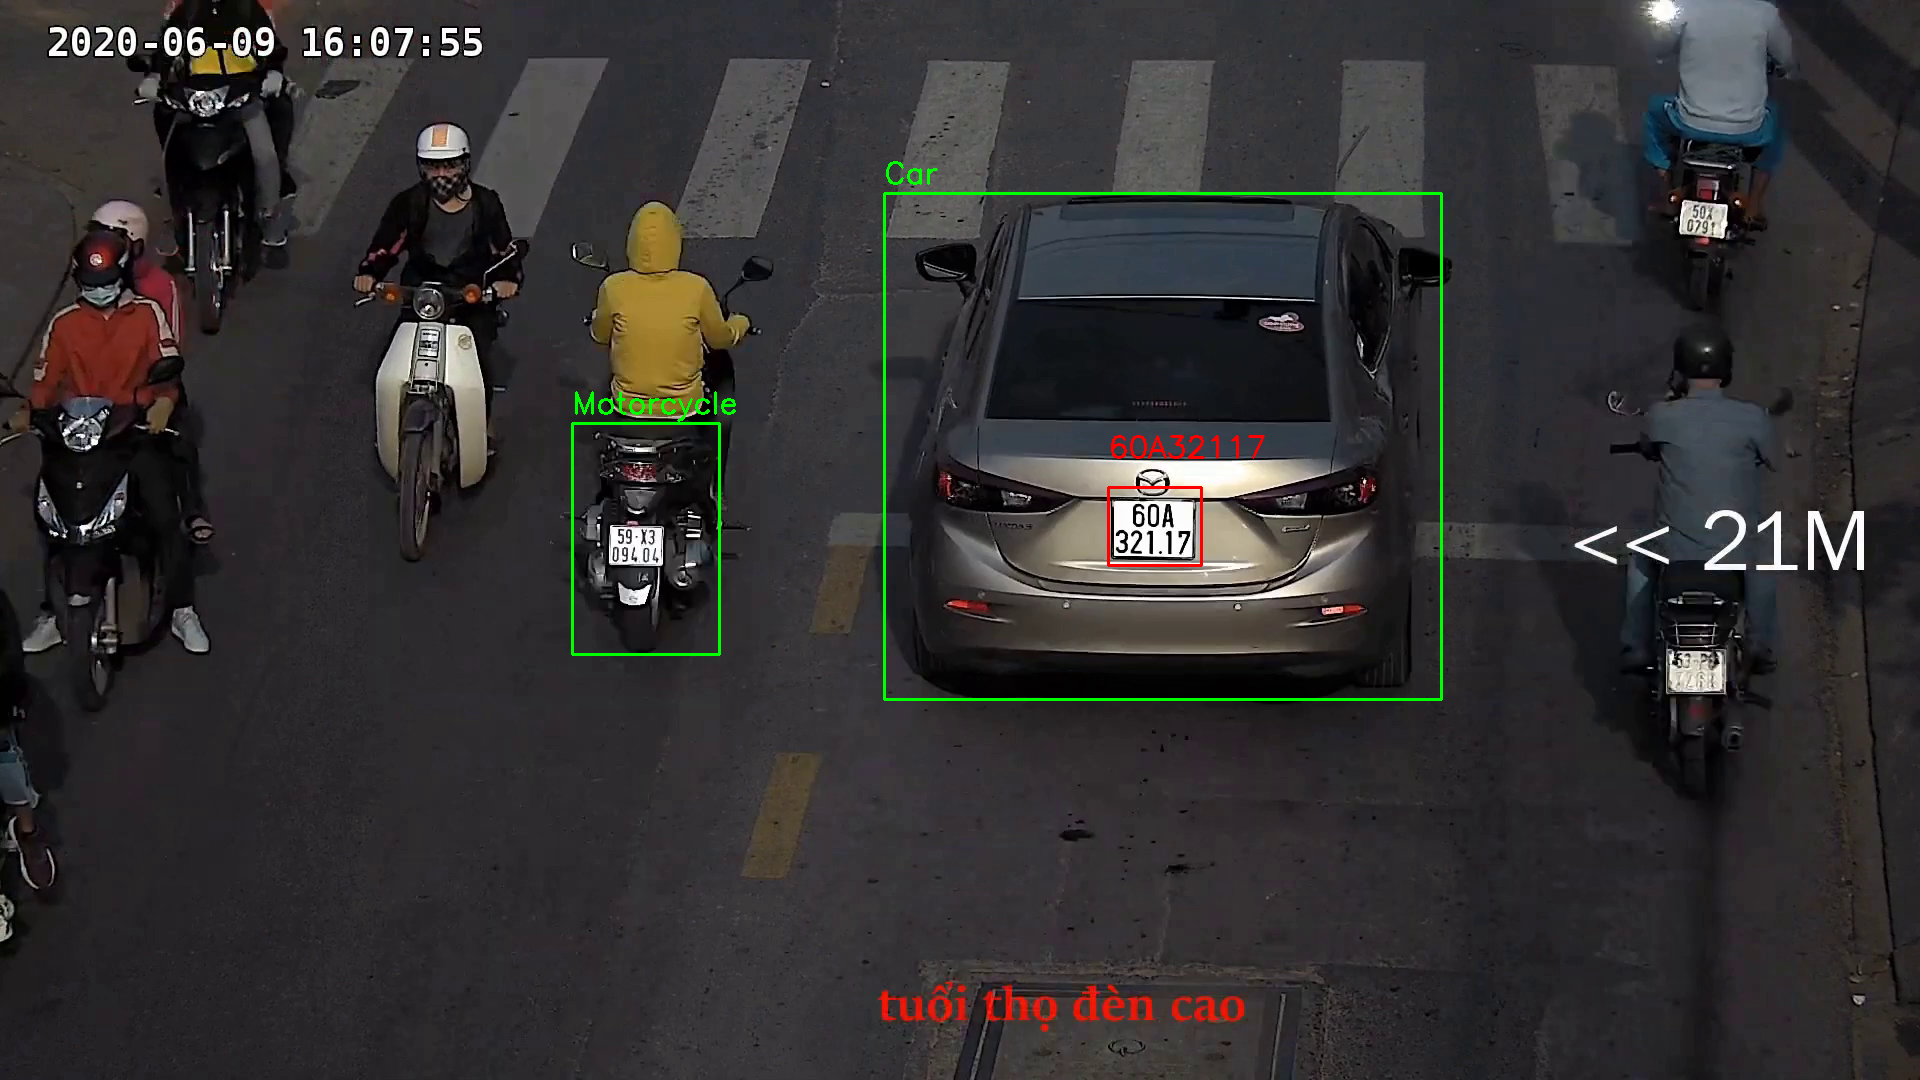 2020-06-09 16:07:55
Car
50X
0791
Motorcycle
60A32117
60A
321.17
59-X3
094 04
<< 21M
tuổi thọ đèn cao